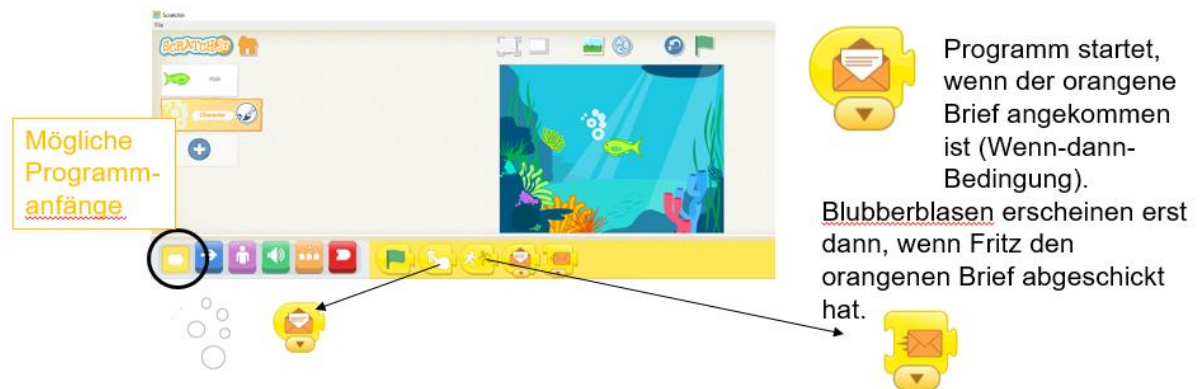 ScratchJr
File
SCRATCHJr
Fish
Character
Mögliche
Programm-
anfänge
Programm startet,
wenn der orangene
Brief angekommen
ist (Wenn-dann-
Bedingung).
Blubberblasen erscheinen erst
dann, wenn Fritz den
orangenen Brief abgeschickt
hat.